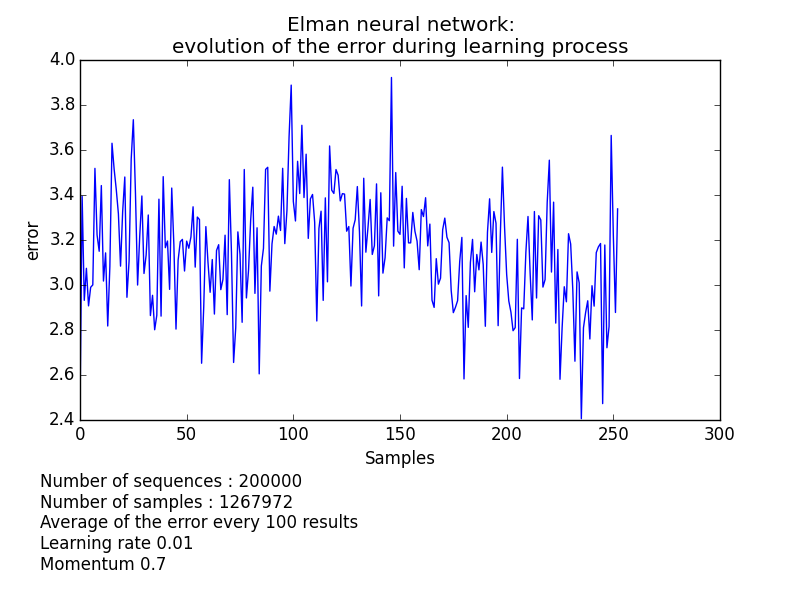 Elman neural network:
evolution of the error during learning process
4.0
3.8
3.6
3.4
3.2
3.0
2.8
2.6
2.4
error
0 50 100 150 200 250 300
Samples
Number of sequences : 200000
Number of samples : 1267972
Average of the error every 100 results
Learning rate 0.01
Momentum 0.7